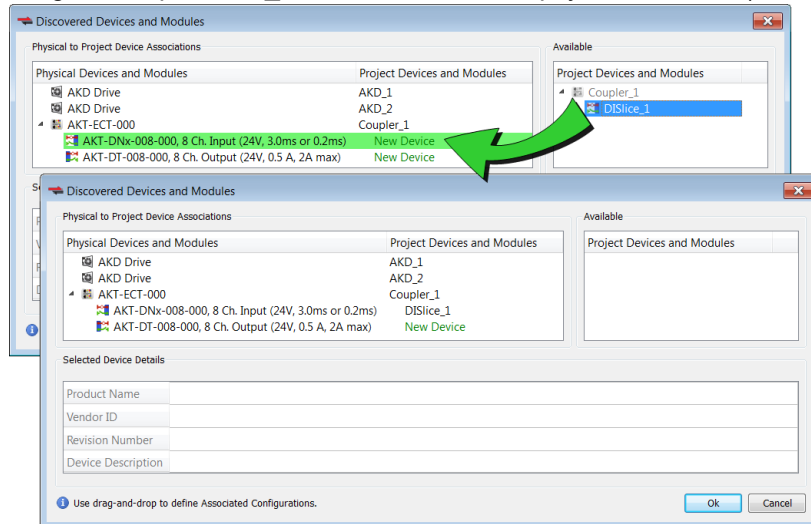 Discovered Devices and Modules
Physical to Project Device Associations
Available
Physical Devices and Modules Project Devices and Modules
Project Devices and Modules
AKD Drive AKD_1
Coupler_1
AKD Drive AKD_2
DISlice_1
AKT-ECT-000 Coupler_1
AKT-DNx-008-000, 8 Ch. Input (24V, 3.0ms or 0.2ms) New Device
AKT-DT-008-000, 8 Ch. Output (24V, 0.5 A, 2A max) New Device
Discovered Devices and Modules
Physical to Project Device Associations
Available
Physical Devices and Modules Project Devices and Modules
Project Devices and Modules
AKD Drive AKD_1
AKD Drive AKD_2
AKT-ECT-000 Coupler_1
AKT-DNx-008-000, 8 Ch. Input (24V, 3.0ms or 0.2ms) DISlice_1
AKT-DT-008-000, 8 Ch. Output (24V, 0.5 A, 2A max) New Device
Selected Device Details
Product Name
Vendor ID
Revision Number
Device Description
Use drag-and-drop to define Associated Configurations.
Ok Cancel